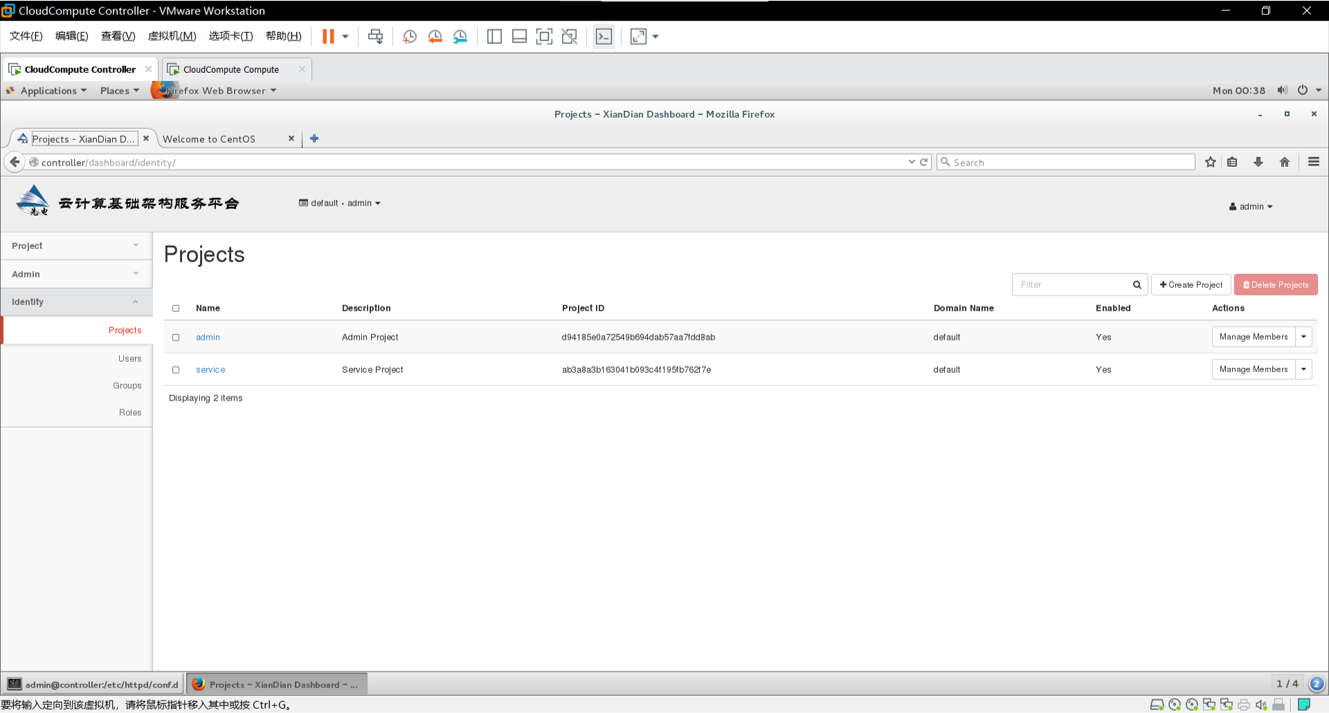 CloudCompute Controller - VMware Workstation
文件(F) 编辑(E) 查看(V) 虚拟机(M) 选项卡(T) 帮助(H)
CloudCompute Controller CloudCompute Compute
Applications Places Firefox Web Browser Mon 00:38
Projects - XianDian Dashboard - Mozilla Firefox
Projects - XianDian D... Welcome to CentOS
controller/dashboard/identity/ Search
云计算基础架构服务平台 default • admin admin
Project
Admin
Identity
Projects
Users
Groups
Roles
Projects
Filter Create Project Delete Projects
Name Description Project ID Domain Name Enabled Actions
admin Admin Project d94185e0a72549b694dab57aa7fdd8ab default Yes Manage Members
service Service Project ab3a8a3b163041b093c4f195fb762f7e default Yes Manage Members
Displaying 2 items
admin@controller:/etc/httpd/conf.d Projects - XianDian Dashboard - ... 1 / 4 2
要将输入定向到该虚拟机，请将鼠标指针移入其中或按 Ctrl+G。